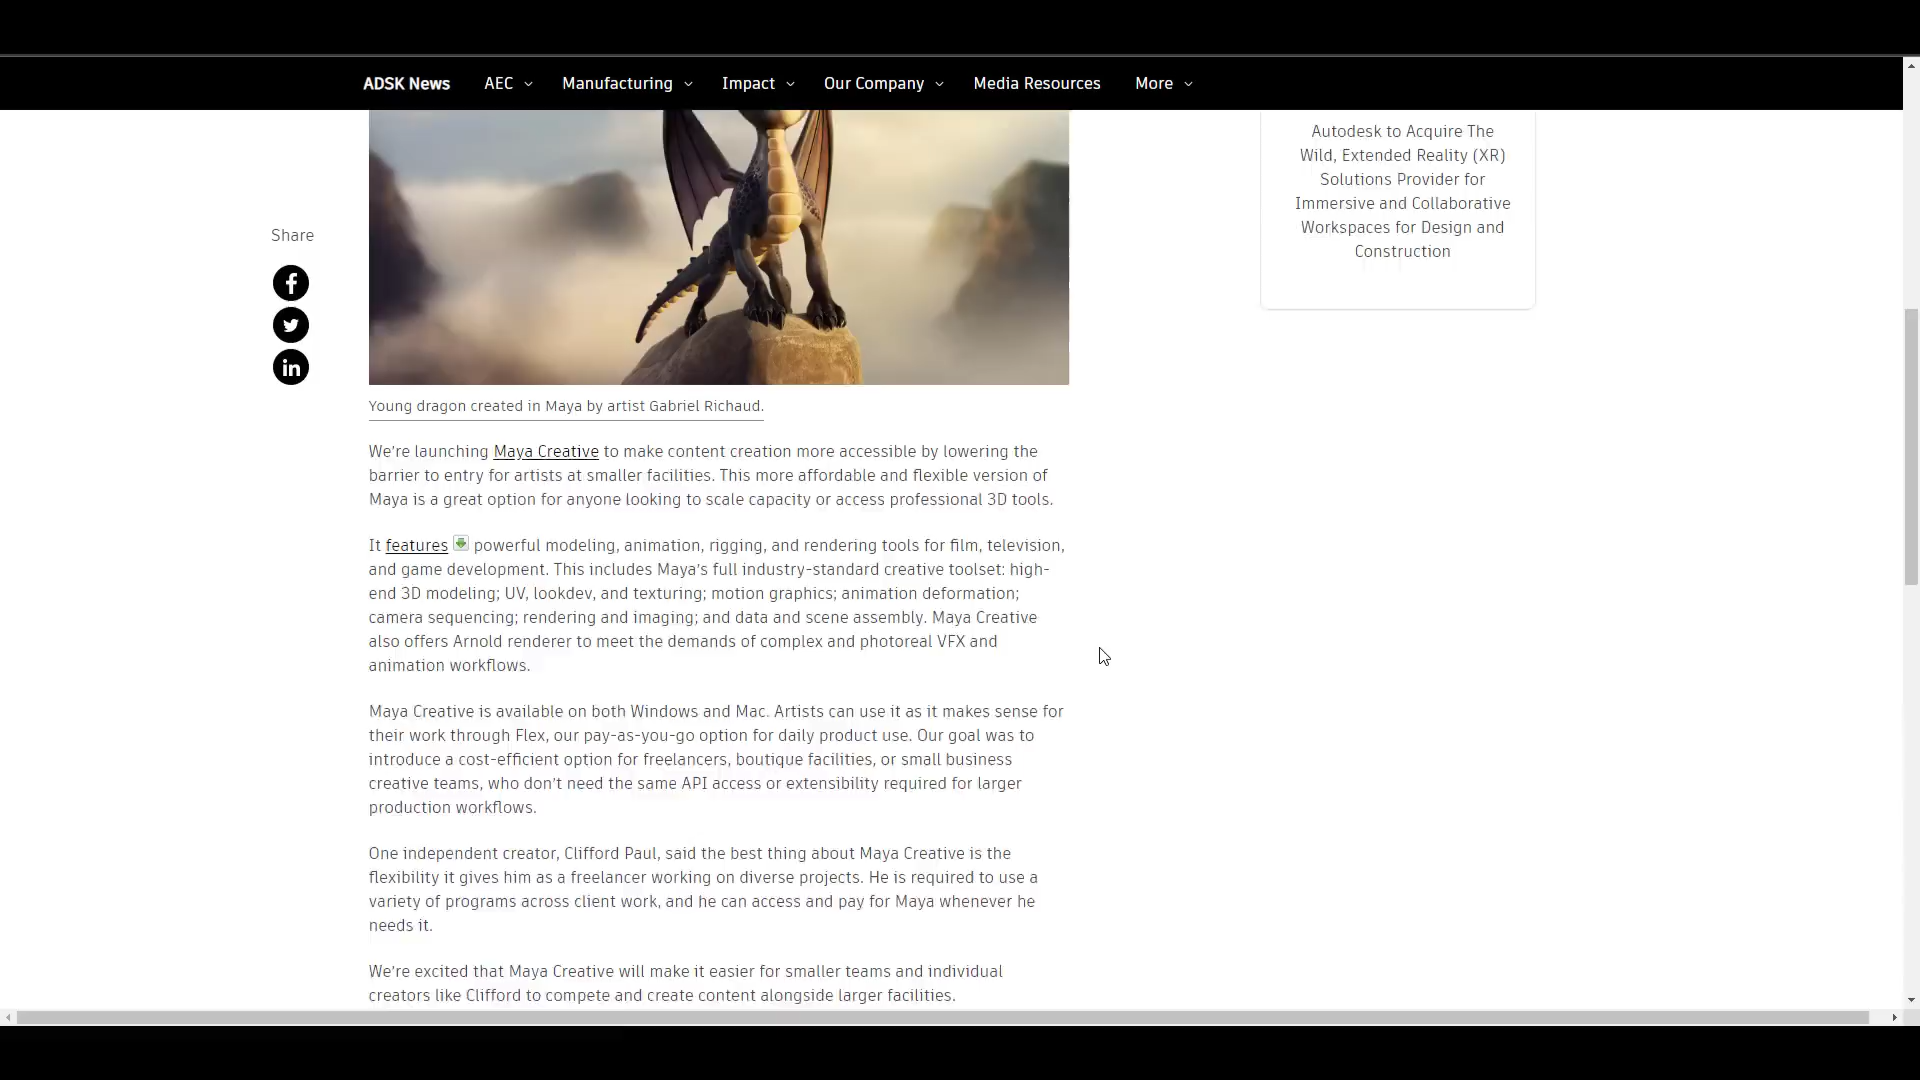 ADSK News AEC Manufacturing Impact Our Company Media Resources More
Autodesk to Acquire The
Wild, Extended Reality (XR)
Solutions Provider for
Immersive and Collaborative
Workspaces for Design and
Construction
Share
Young dragon created in Maya by artist Gabriel Richaud.
We're launching Maya Creative to make content creation more accessible by lowering the
barrier to entry for artists at smaller facilities. This more affordable and flexible version of
Maya is a great option for anyone looking to scale capacity or access professional 3D tools.
It features powerful modeling, animation, rigging, and rendering tools for film, television,
and game development. This includes Maya's full industry-standard creative toolset: high-
end 3D modeling; UV, lookdev, and texturing; motion graphics; animation deformation;
camera sequencing; rendering and imaging; and data and scene assembly. Maya Creative
also offers Arnold renderer to meet the demands of complex and photoreal VFX and
animation workflows.
Maya Creative is available on both Windows and Mac. Artists can use it as it makes sense for
their work through Flex, our pay-as-you-go option for daily product use. Our goal was to
introduce a cost-efficient option for freelancers, boutique facilities, or small business
creative teams, who don't need the same API access or extensibility required for larger
production workflows.
One independent creator, Clifford Paul, said the best thing about Maya Creative is the
flexibility it gives him as a freelancer working on diverse projects. He is required to use a
variety of programs across client work, and he can access and pay for Maya whenever he
needs it.
We're excited that Maya Creative will make it easier for smaller teams and individual
creators like Clifford to compete and create content alongside larger facilities.